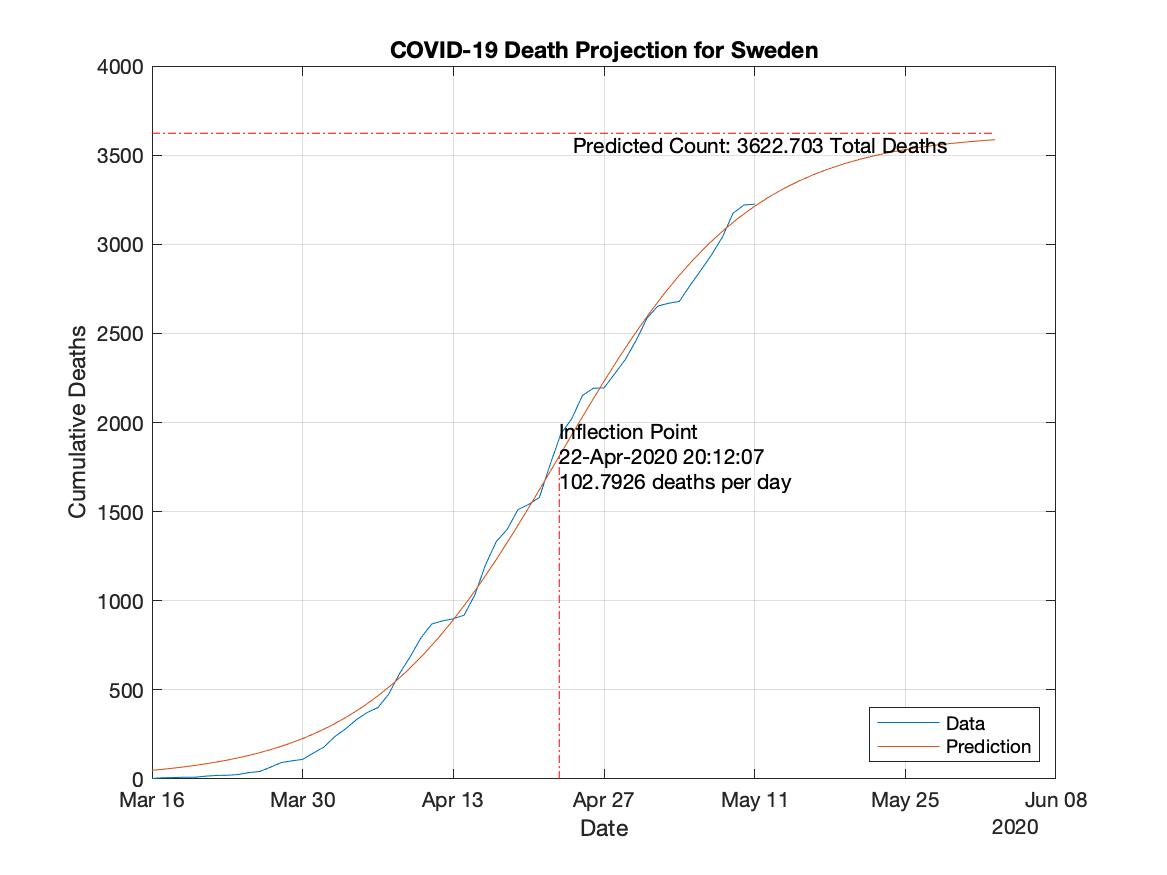 COVID-19 Death Projection for Sweden
4000
3500
3000
2500
2000
1500
1000
500
0
Cumulative Deaths
Predicted Count: 3622.703 Total Deaths
Inflection Point
22-Apr-2020 20:12:07
102.7926 deaths per day
Data
Prediction
Mar 16
Mar 30
Apr 13
Apr 27
May 11
May 25
Jun 08
Date
2020